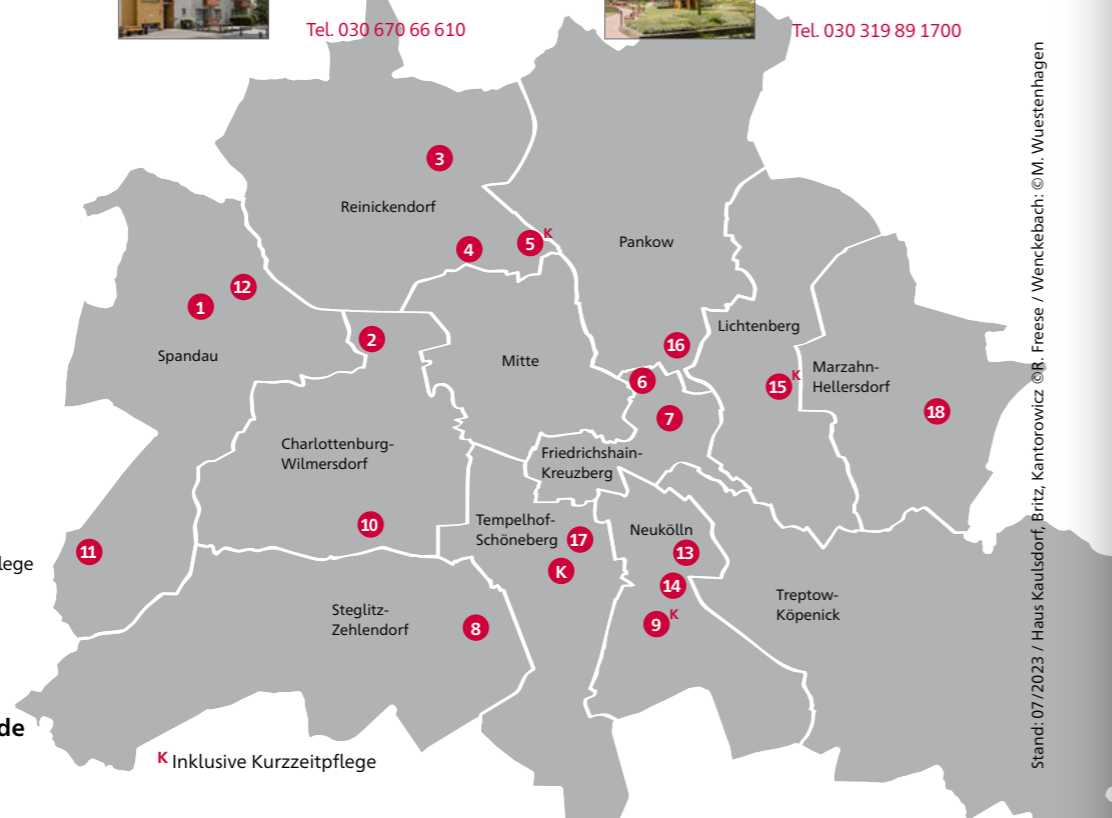 Tel. 030 670 66 610
Tel. 030 319 89 1700
3
Reinickendorf
4
5 K
Pankow
12
1
Spandau
2
Mitte
Lichtenberg
16
6
15 K
Marzahn-
Hellersdorf
7
18
Charlottenburg-
Wilmersdorf
Friedrichshain-
Kreuzberg
10
Tempelhof-
Schöneberg
17
K
Neukölln
13
14
9 K
11
lege
Steglitz-
Zehlendorf
8
Treptow-
Köpenick
de
K Inklusive Kurzzeitpflege
Stand: 07/2023 / Haus Kaulsdorf, Britz, Kantorowicz ©R. Freese / Wenckebach: ©M. Wuestenhagen